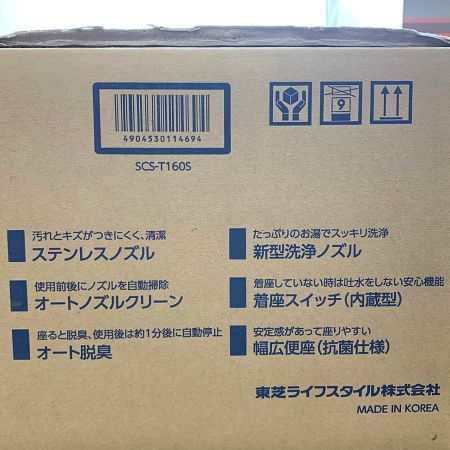 4904530114694
SCS-T160S
9
汚れとキズがつきにくく、清潔
ステンレスノズル
使用前後にノズルを自動掃除
オートノズルクリーン
座ると脱臭、使用後は約1分後に自動停止
オート脱臭
たっぷりのお湯でスッキリ洗浄
新型洗浄ノズル
着座していない時は吐水をしない安心機能
着座スイッチ(内蔵型)
安定感があって座りやすい
幅広便座(抗菌仕様)
東芝ライフスタイル株式会社
MADE IN KOREA